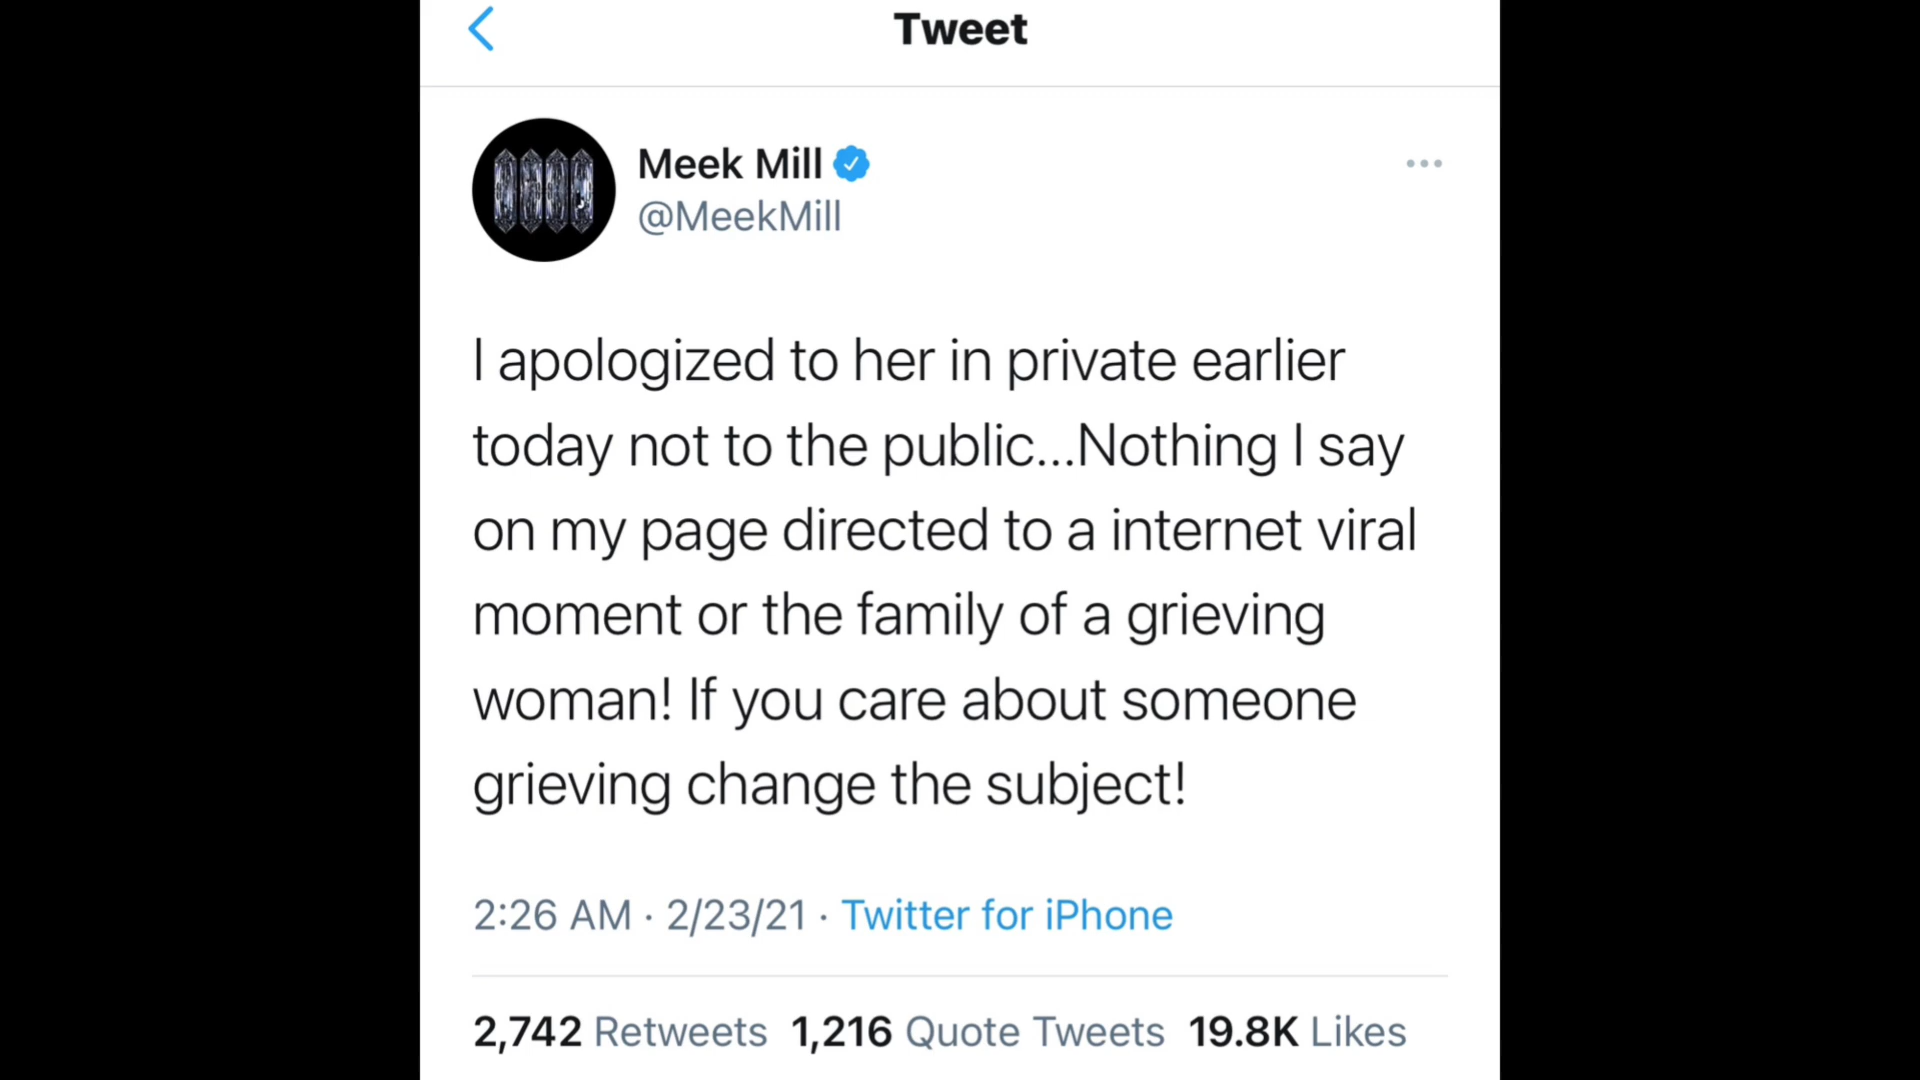 Tweet
Meek Mill
@MeekMill
I apologized to her in private earlier
today not to the public...Nothing I say
on my page directed to a internet viral
moment or the family of a grieving
woman! If you care about someone
grieving change the subject!
2:26 AM · 2/23/21 · Twitter for iPhone
2,742 Retweets 1,216 Quote Tweets 19.8K Likes